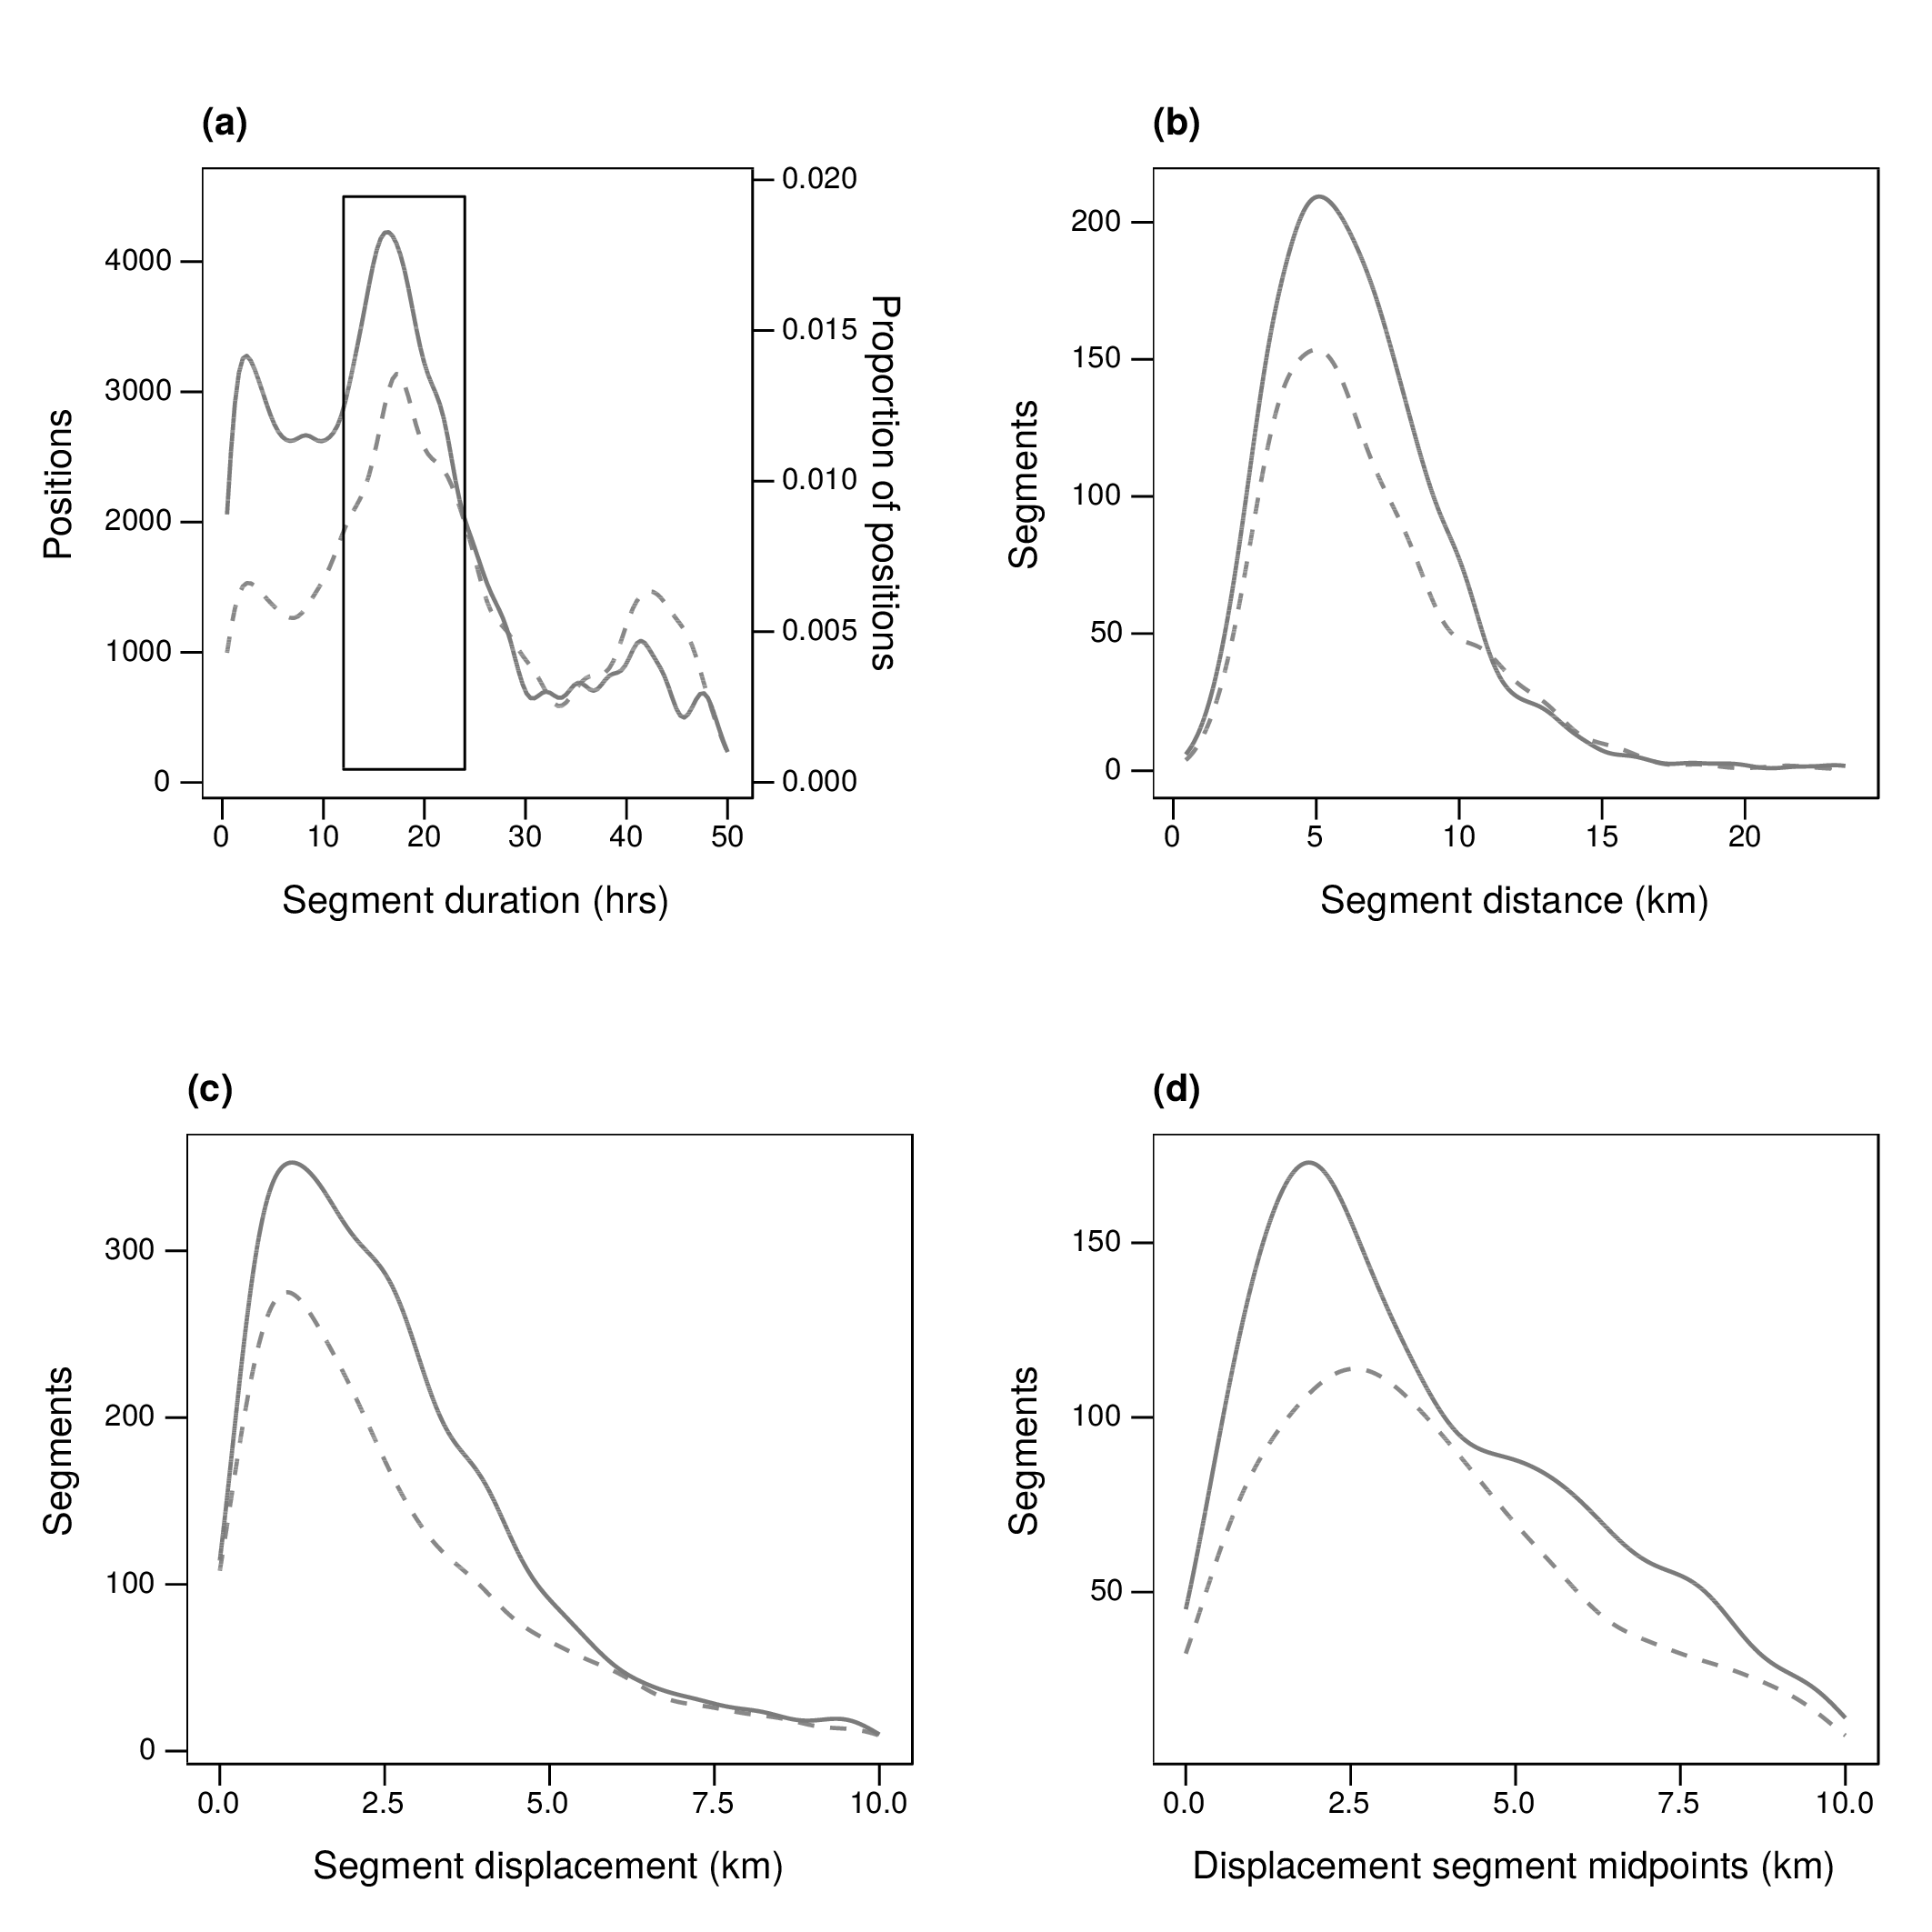 (a)
Positions
4000
3000
2000
1000
0
0.020
0.015
0.010
0.005
0.000
Proportion of positions
0 10 20 30 40 50
Segment duration (hrs)
(b)
Segments
200
150
100
50
0
0 5 10 15 20
Segment distance (km)
(c)
Segments
300
200
100
0
0.0 2.5 5.0 7.5 10.0
Segment displacement (km)
(d)
Segments
150
100
50
0.0 2.5 5.0 7.5 10.0
Displacement segment midpoints (km)